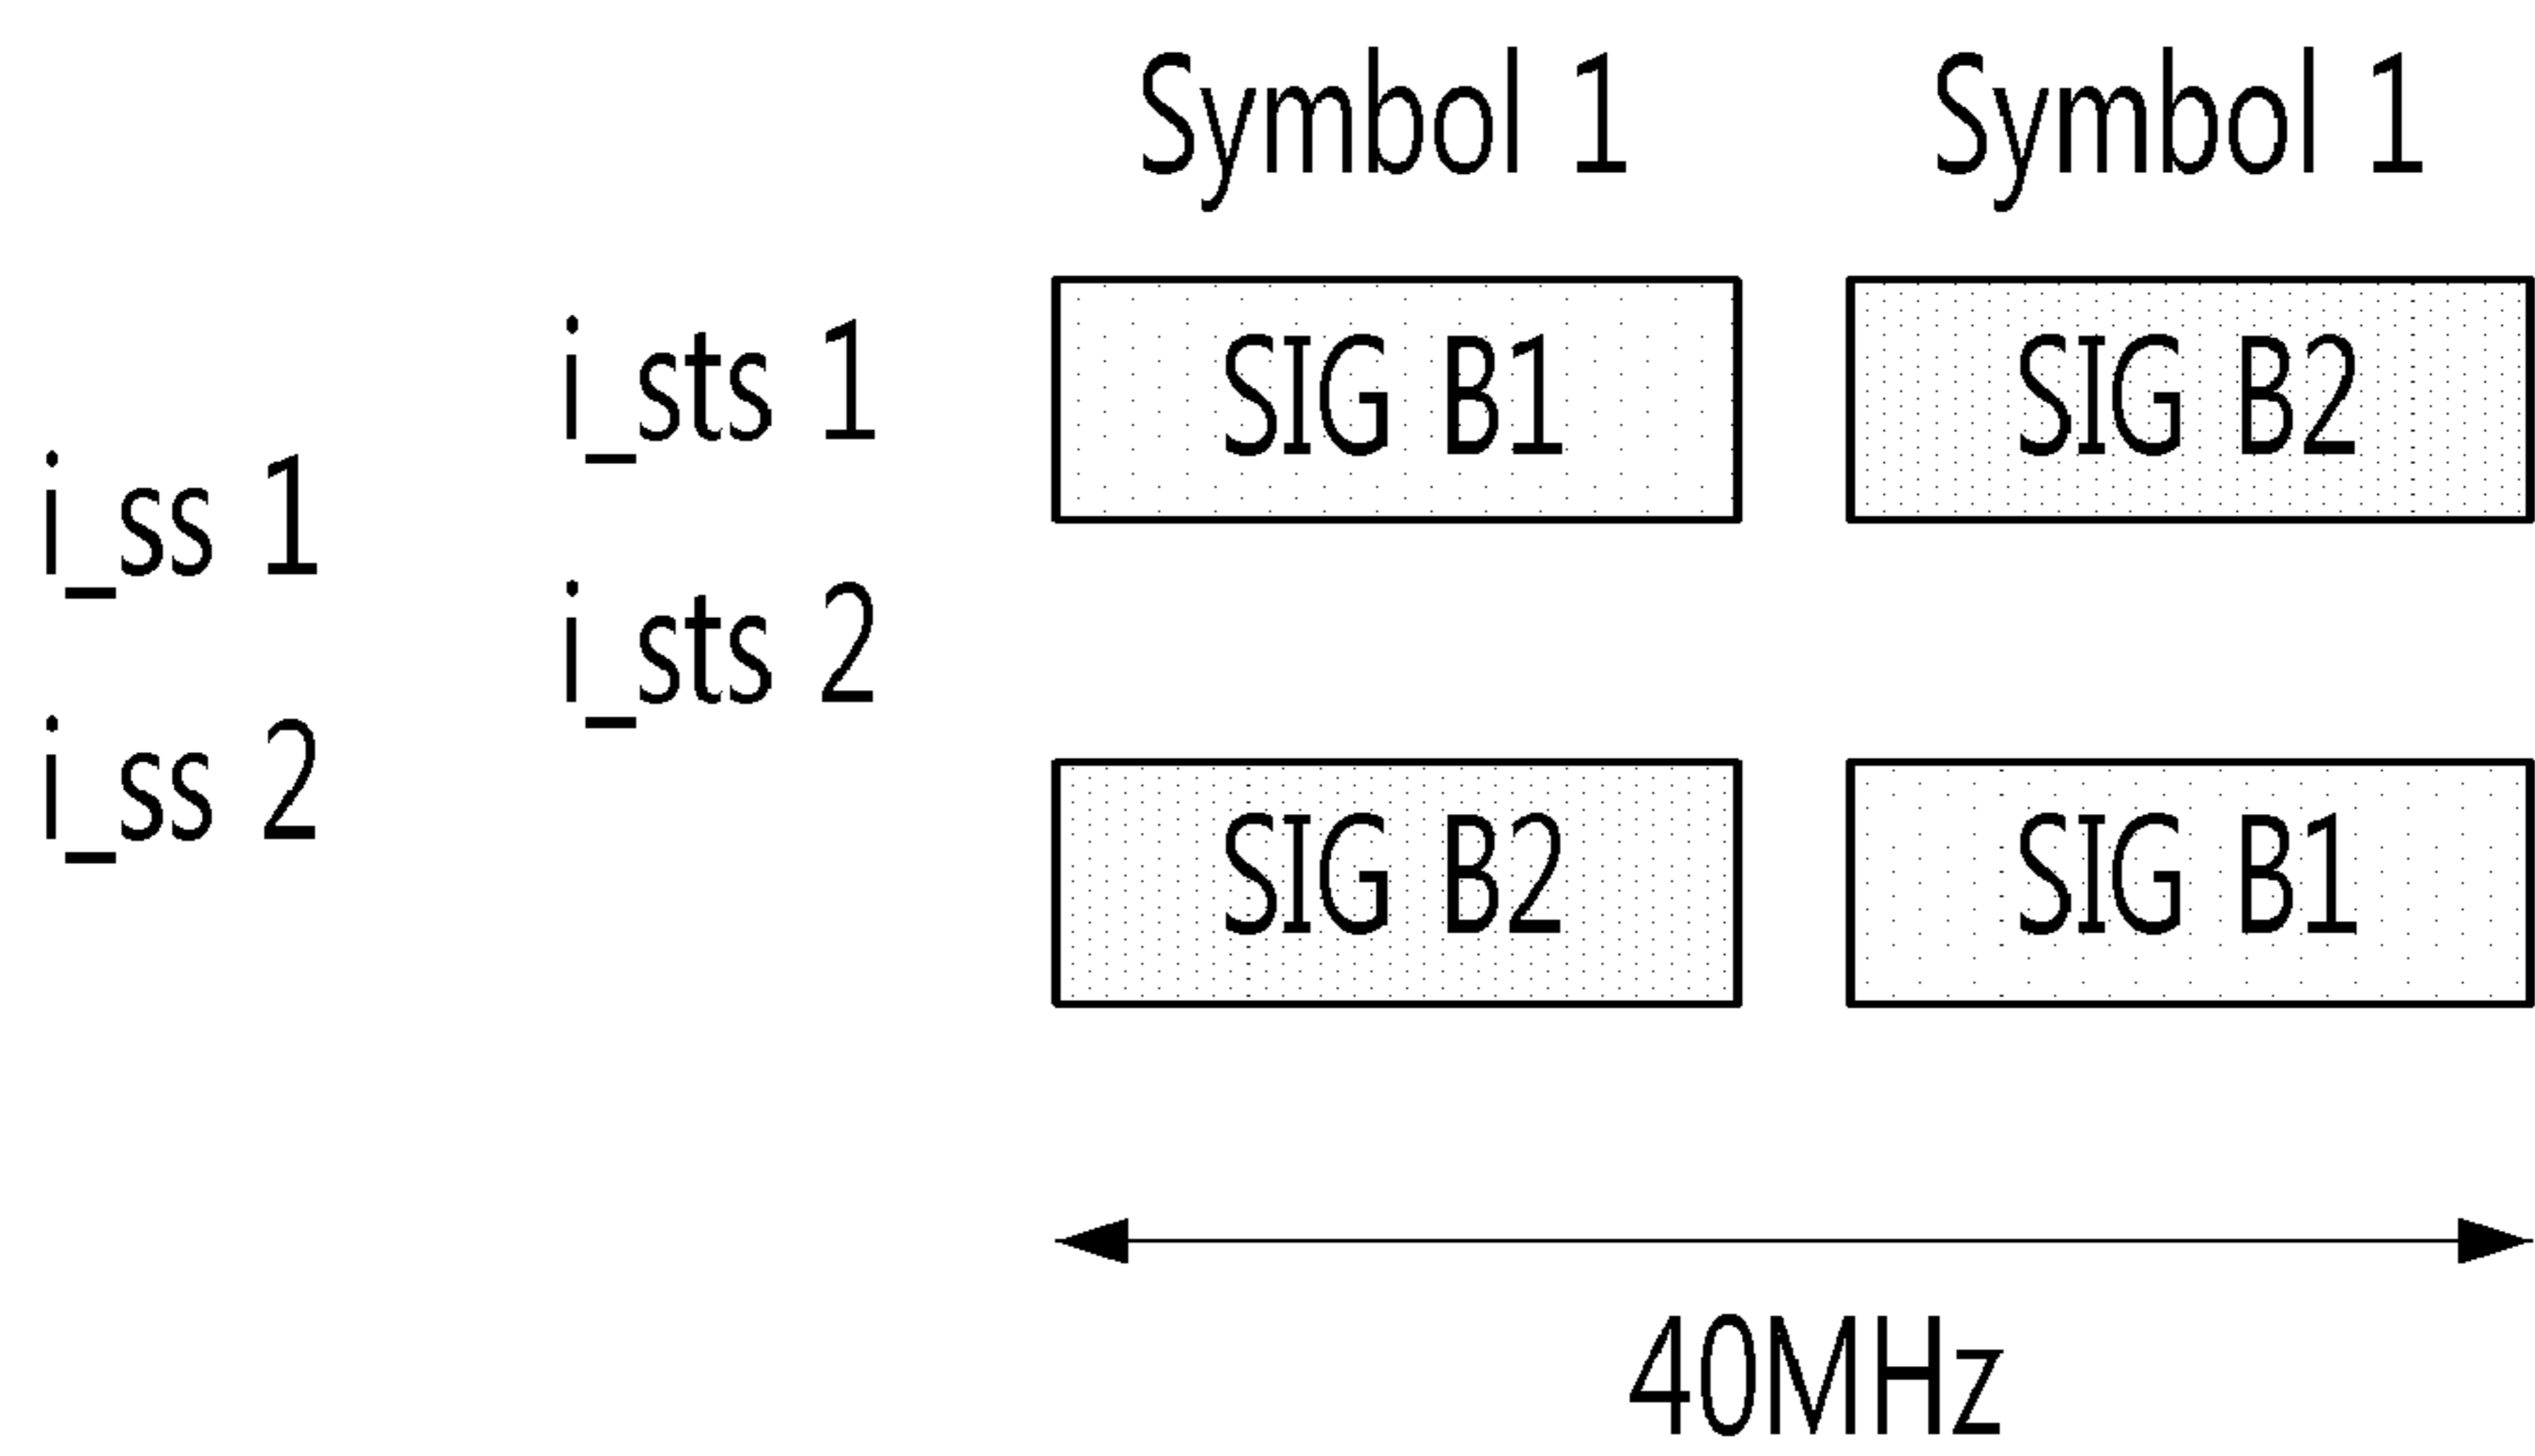 Symbol 1 Symbol 1
i_sts 1 SIG B1 SIG B2
i_ss 1
i_sts 2
i_ss 2
SIG B2 SIG B1
40MHz